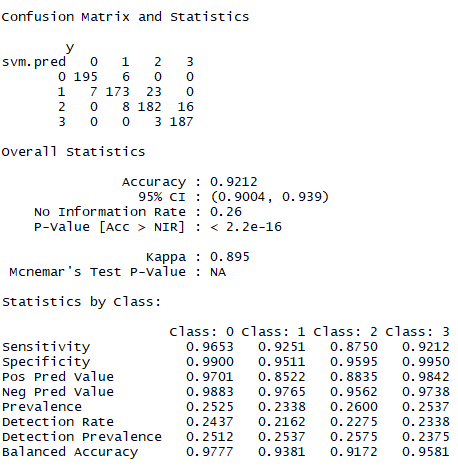 Confusion Matrix and Statistics
y
svm.pred 0 1 2 3
0 195 6 0 0
1 7 173 23 0
2 0 8 182 16
3 0 0 3 187
Overall Statistics
Accuracy : 0.9212
95% CI : (0.9004, 0.939)
No Information Rate : 0.26
P-Value [Acc > NIR] : < 2.2e-16
Kappa : 0.895
Mcnemar's Test P-Value : NA
Statistics by Class:
Class: 0 Class: 1 Class: 2 Class: 3
Sensitivity 0.9653 0.9251 0.8750 0.9212
Specificity 0.9900 0.9511 0.9595 0.9950
Pos Pred Value 0.9701 0.8522 0.8835 0.9842
Neg Pred Value 0.9883 0.9765 0.9562 0.9738
Prevalence 0.2525 0.2338 0.2600 0.2537
Detection Rate 0.2437 0.2162 0.2275 0.2338
Detection Prevalence 0.2512 0.2537 0.2575 0.2375
Balanced Accuracy 0.9777 0.9381 0.9172 0.9581